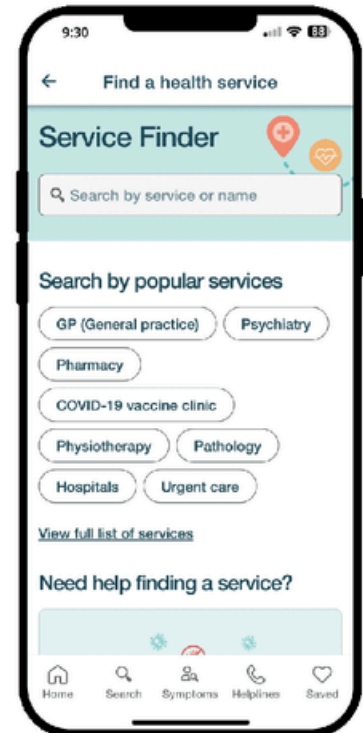 9:30
88
Find a health service
Service Finder
Search by service or name
Search by popular services
GP (General practice) Psychiatry
Pharmacy
COVID-19 vaccine clinic
Physiotherapy Pathology
Hospitals Urgent care
View full list of services
Need help finding a service?
Home Search Symptoms Helplines Saved